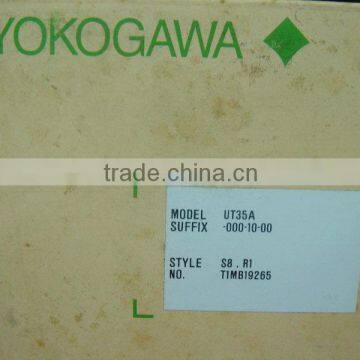 YOKOGAWA
trade.china.cn
MODEL UT35A
SUFFIX -000-10-00
STYLE S8 . R1
NO. T1MB19265